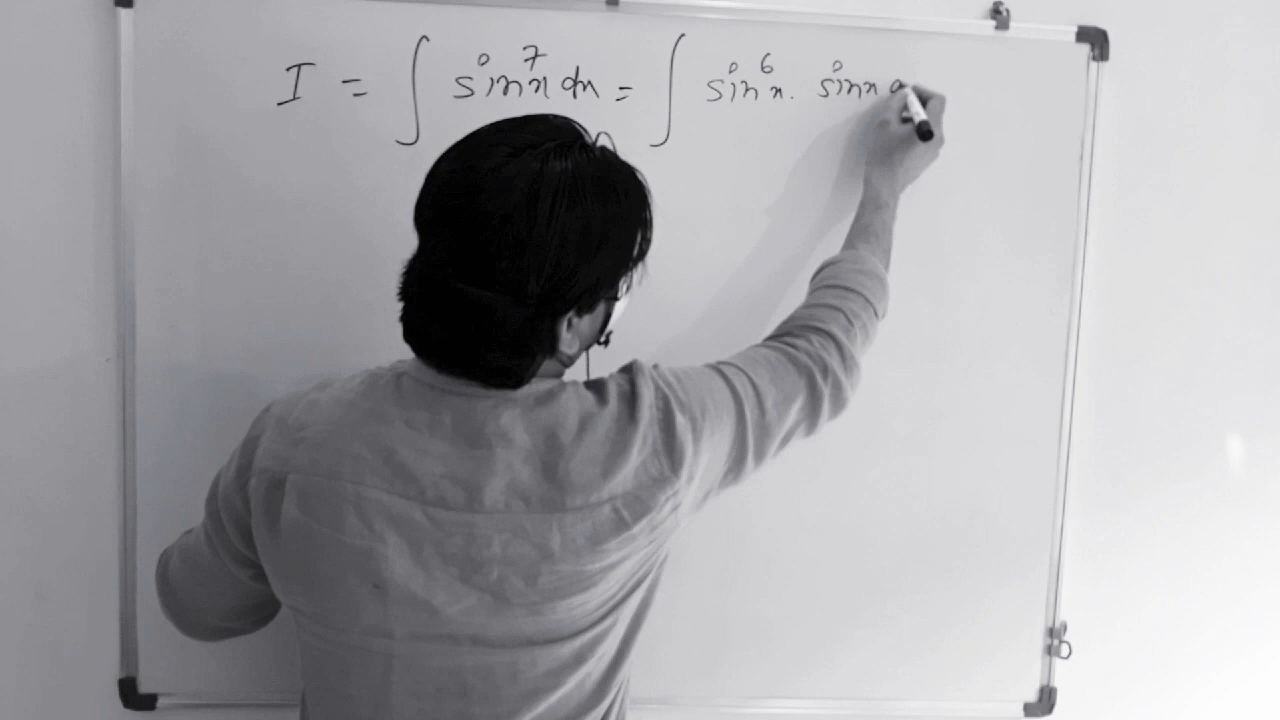 I = ∫ sin⁷x dx = ∫ sin⁶x. sinx